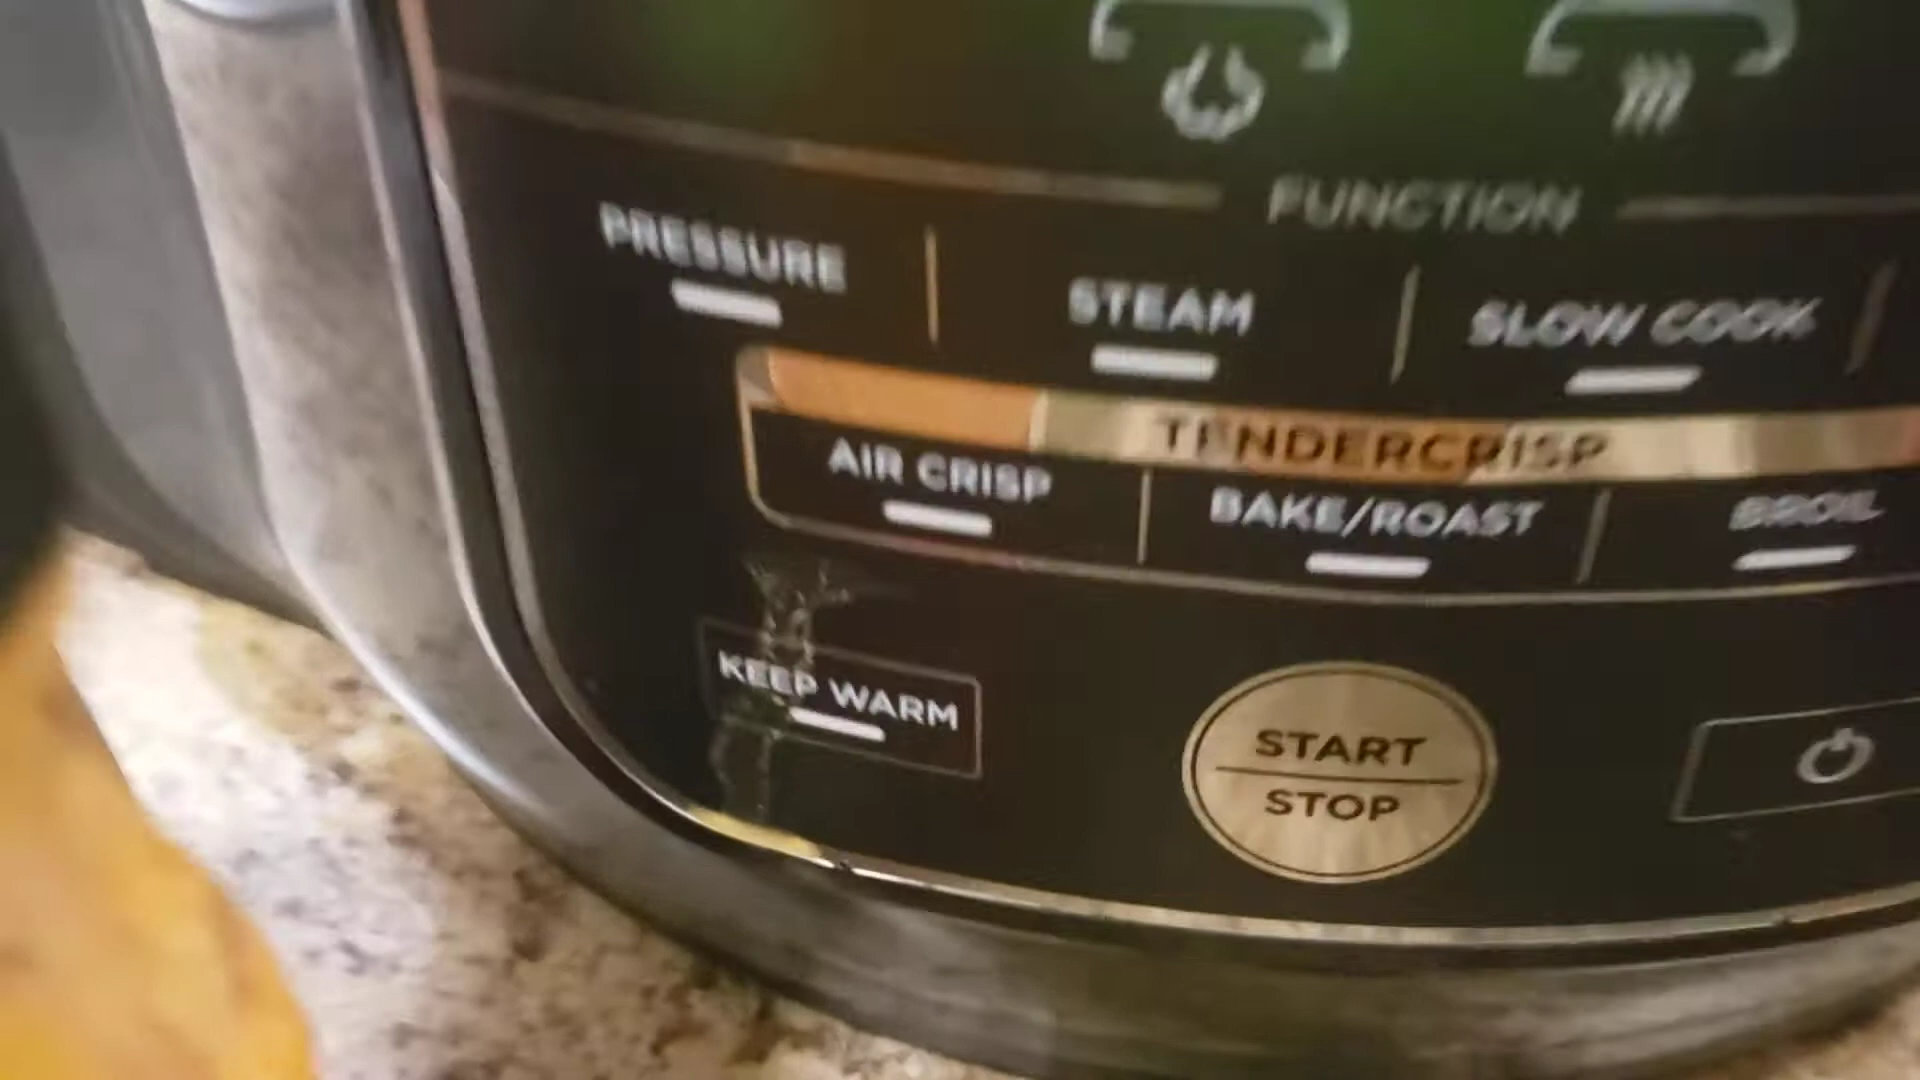 FUNCTION
PRESSURE
STEAM
SLOW COOK
TENDERCRISP
AIR CRISP
BAKE/ROAST
BROIL
KEEP WARM
START
STOP